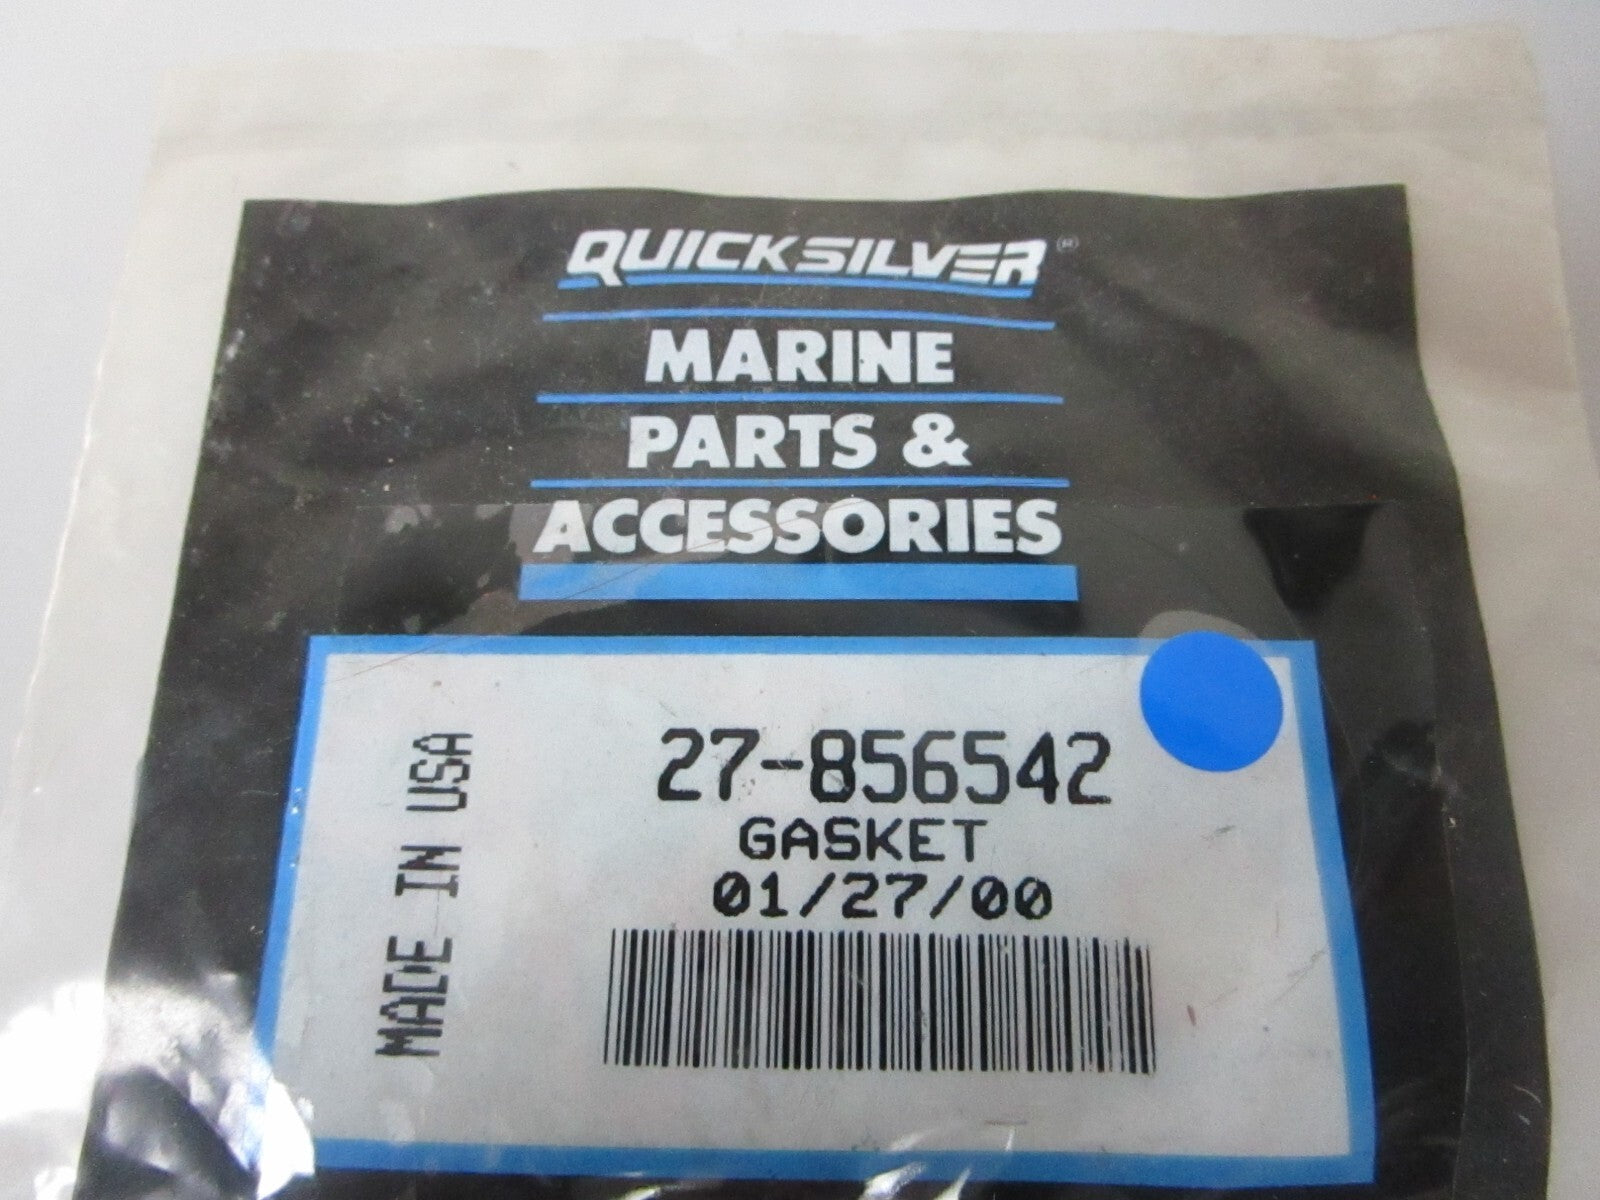 QUICKSILVER®
MARINE
PARTS &
ACCESSORIES
MADE IN USA
27-856542
GASKET
01/27/00